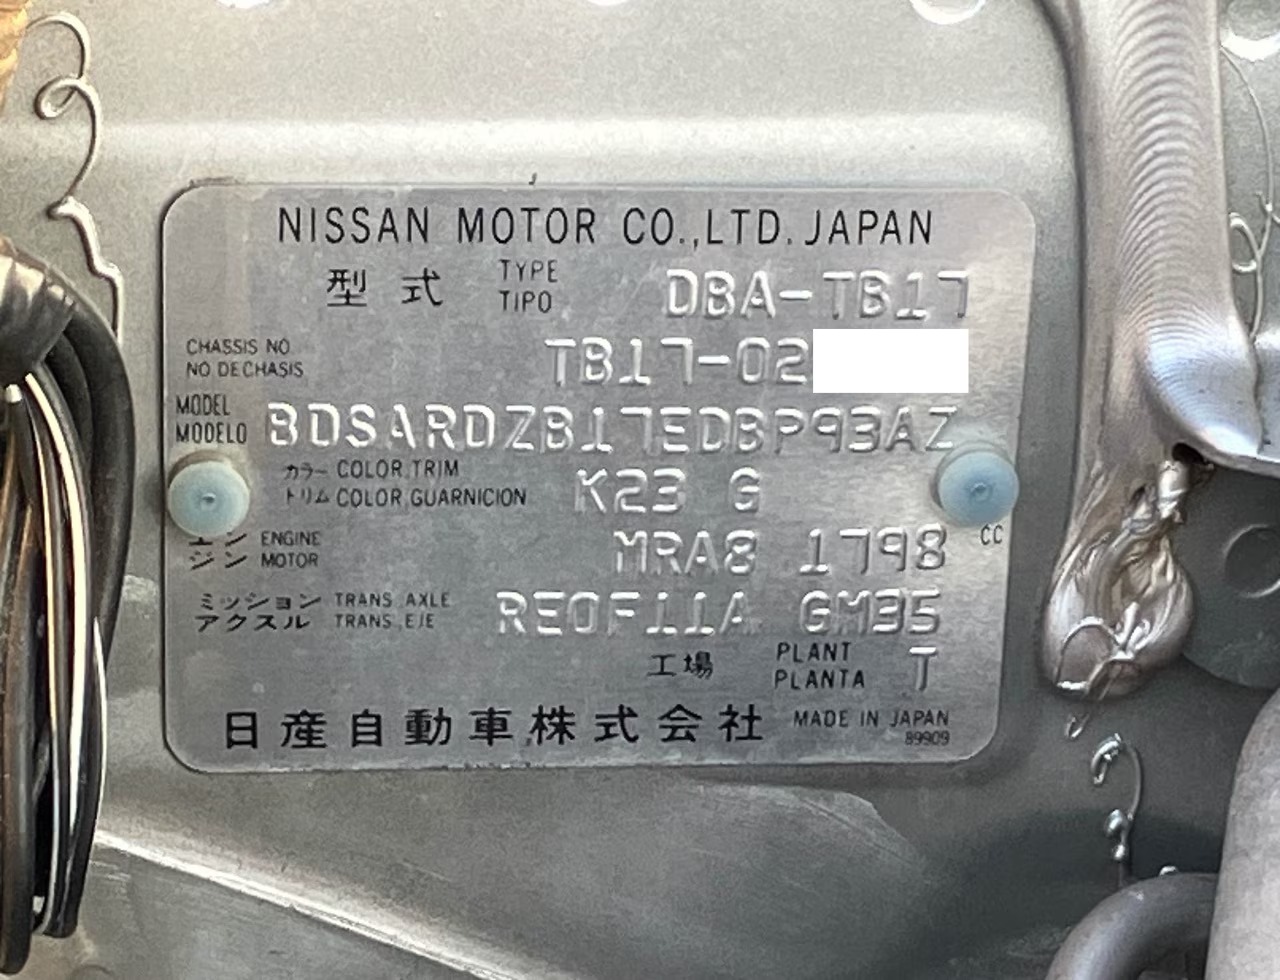 NISSAN MOTOR CO.,LTD. JAPAN
型式 TYPE DBA-TB17
TIPO
CHASSIS NO TB17-02
NO DE CHASIS
MODEL BDSARDZB17EDBP93AZ
MODELO
カラー COLOR,TRIM K23 G
トリム COLOR,GUARNICION
エンジン ENGINE MRA8 1798 CC
MOTOR
ミッション TRANS. AXLE RE0F11A GM35
アクスル TRANS. EJE
工場 PLANT T
PLANTA
日産自動車株式会社 MADE IN JAPAN
89909